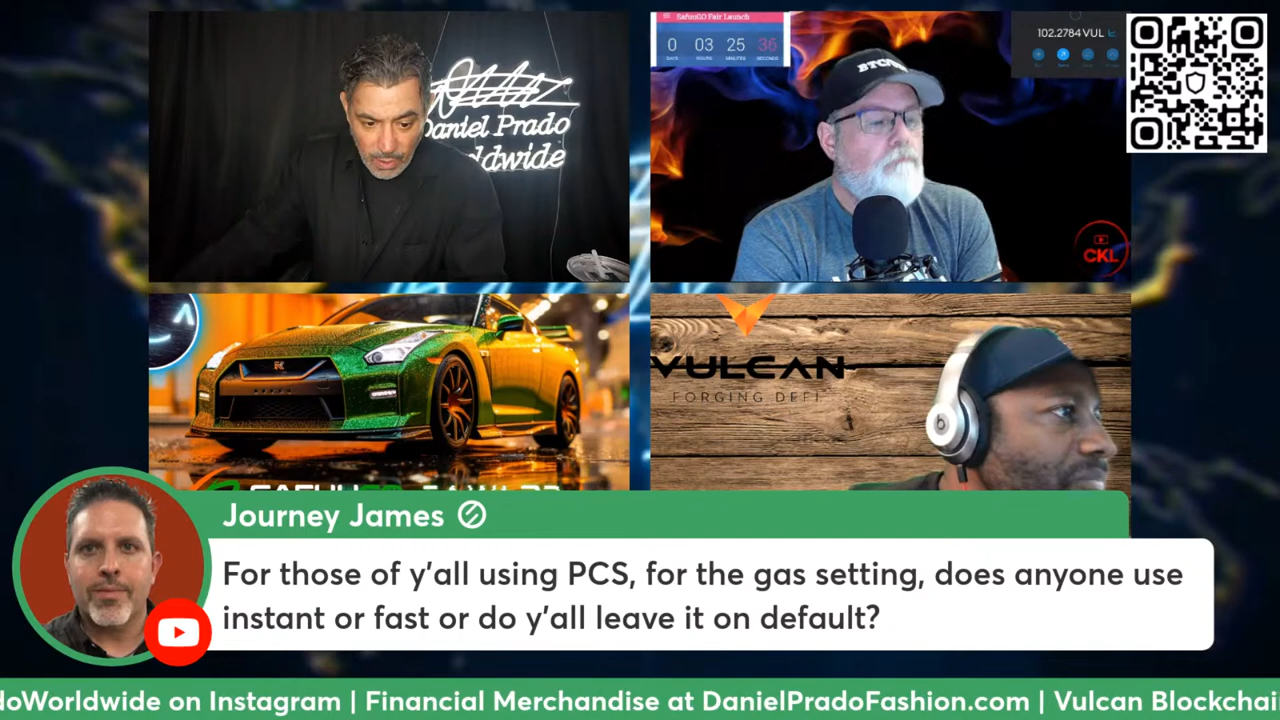 Daniel Prado
SafuuGO Fair Launch
0 03 25 36
DAYS HOURS MINUTES SECONDS
102.2784 VUL
BTC
CKL
VULCAN
FORGING DEFI
Journey James
For those of y'all using PCS, for the gas setting, does anyone use
instant or fast or do y'all leave it on default?
doWorldwide on Instagram | Financial Merchandise at DanielPradoFashion.com | Vulcan Blockchai